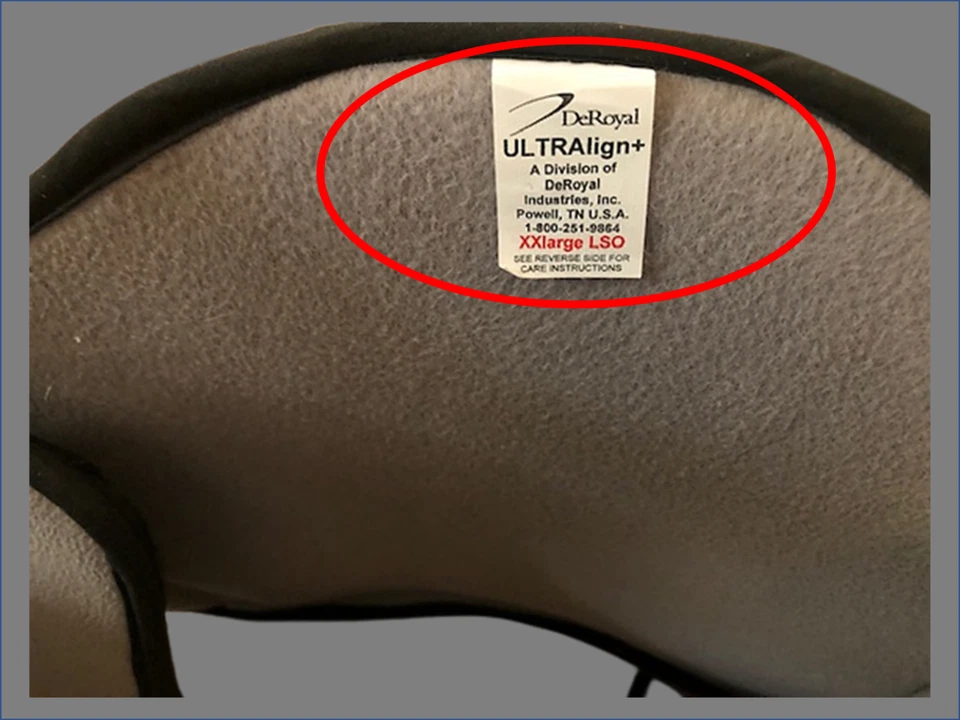 DeRoyal
ULTRAlign+
A Division of
DeRoyal
Industries, Inc.
Powell, TN U.S.A.
1-800-251-9864
XXlarge LSO
SEE REVERSE SIDE FOR
CARE INSTRUCTIONS